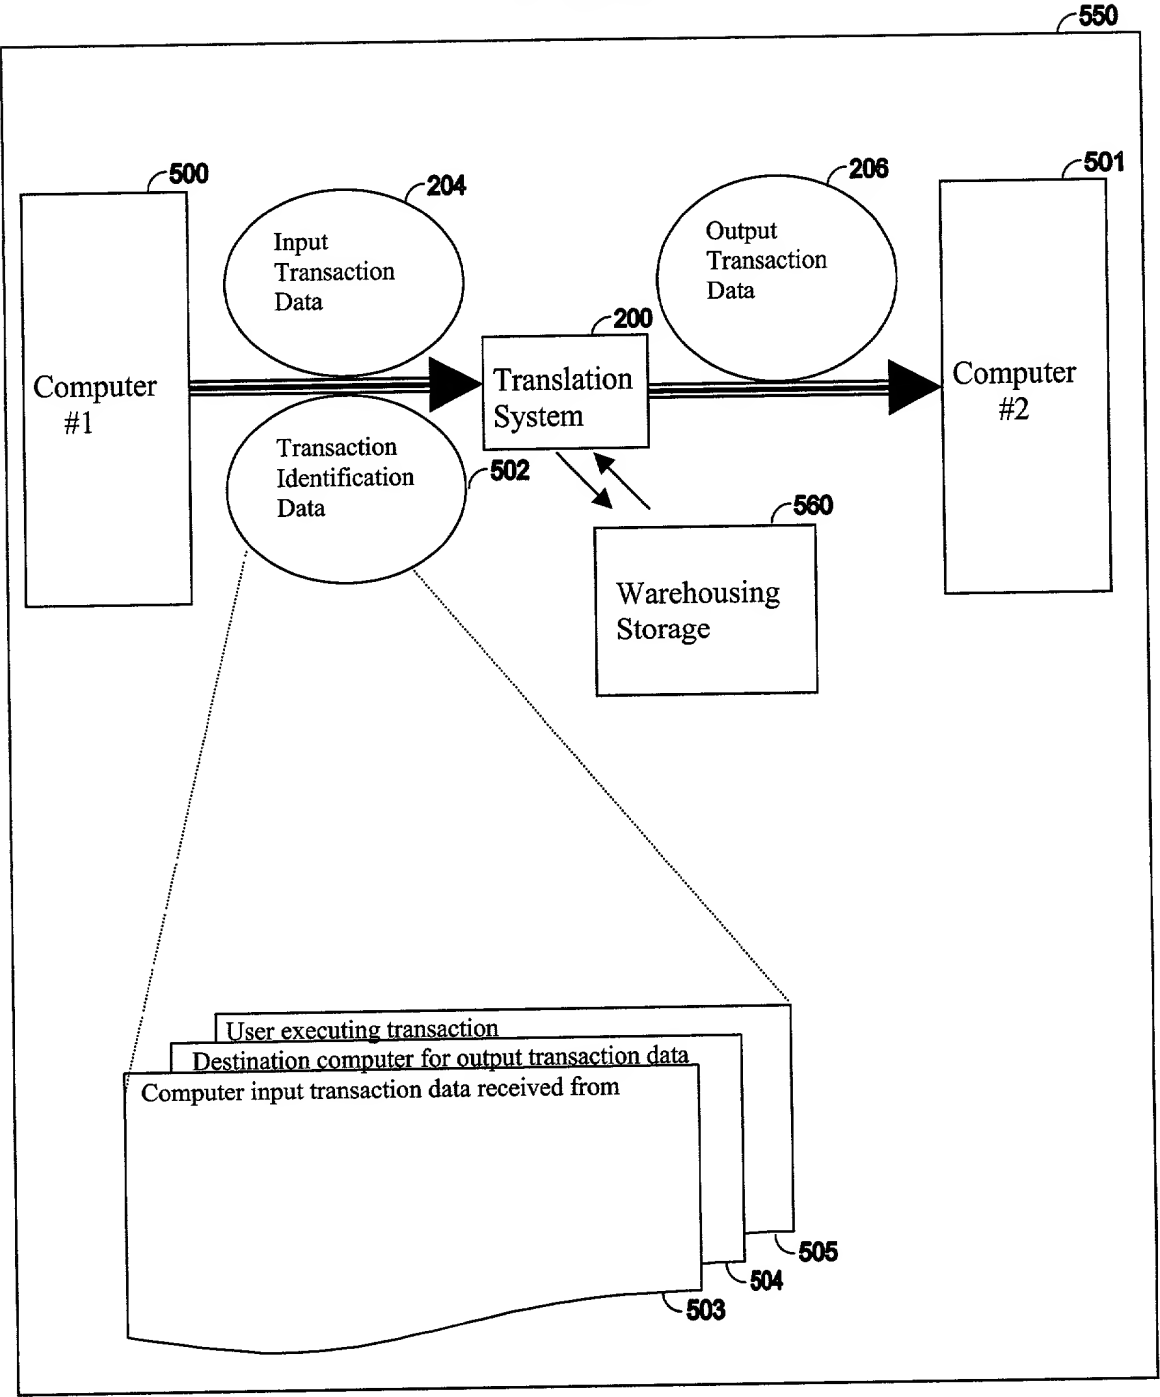 550
500
204
206
501
Input
Transaction
Data
Output
Transaction
Data
200
Computer
#1
Translation
System
Computer
#2
Transaction
Identification
Data
502
560
Warehousing
Storage
User executing transaction
Destination computer for output transaction data
Computer input transaction data received from
505
504
503